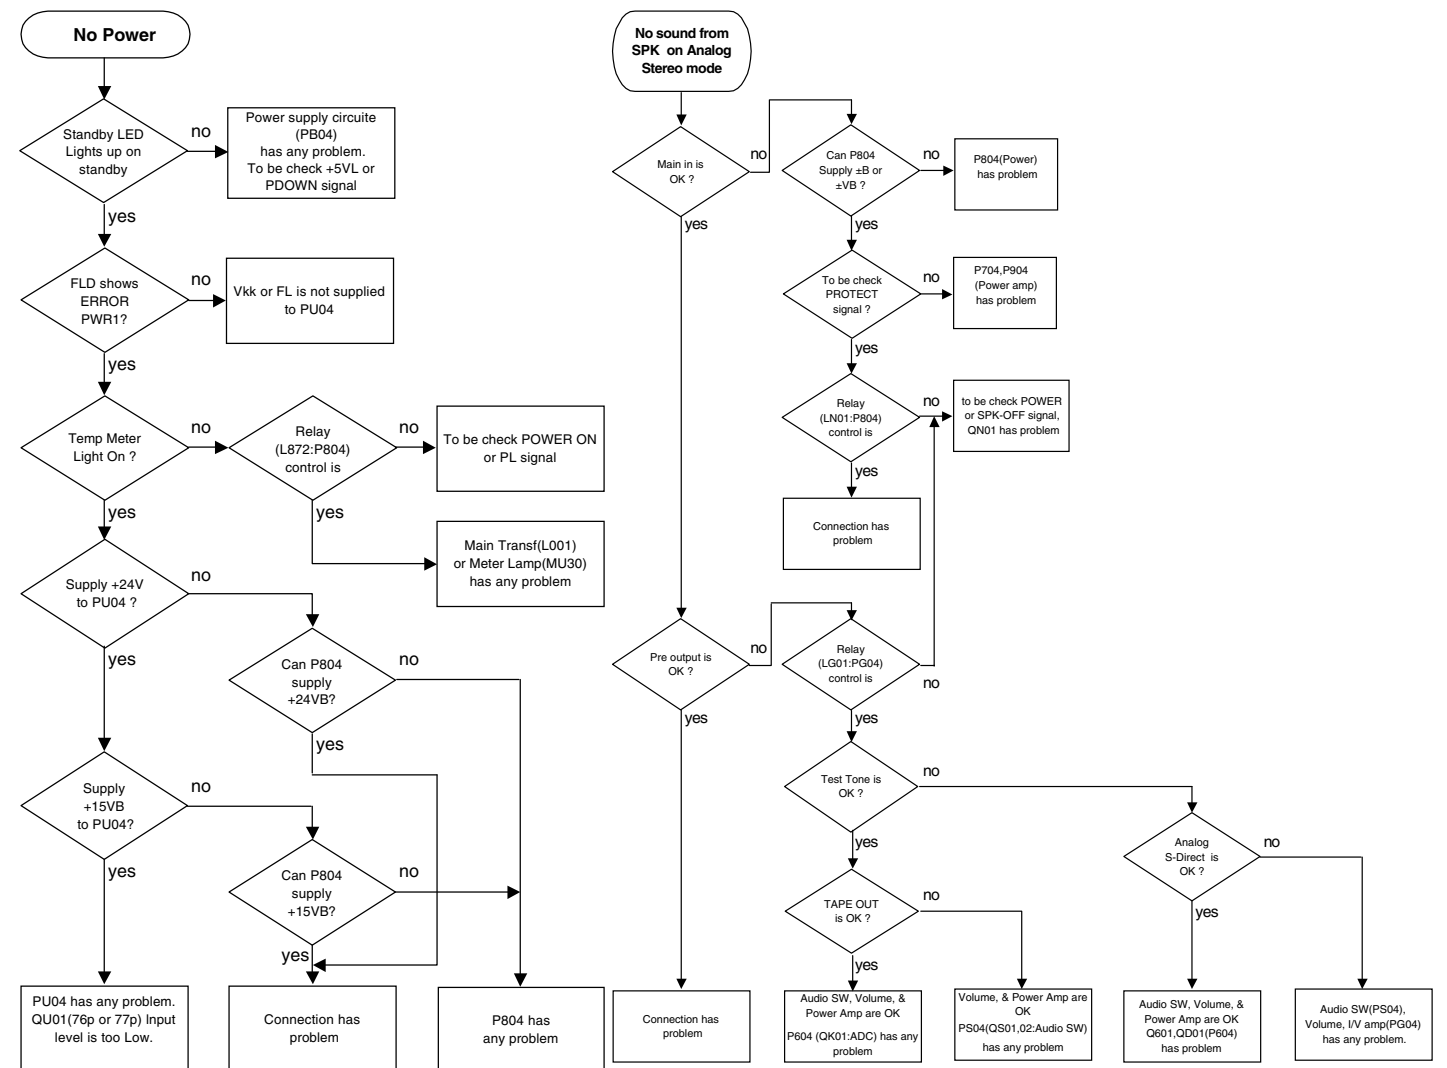 No Power
Standby LED
Lights up on
standby
no
Power supply circuite
(PB04)
has any problem.
To be check +5VL or
PDOWN signal
yes
FLD shows
ERROR
PWR1?
no
Vkk or FL is not supplied
to PU04
yes
Temp Meter
Light On ?
no
Relay
(L872:P804)
control is
no
To be check POWER ON
or PL signal
yes
Main Transf(L001)
or Meter Lamp(MU30)
has any problem
yes
Supply +24V
to PU04 ?
no
Can P804
supply
+24VB?
no
yes
yes
Supply
+15VB
to PU04?
no
Can P804
supply
+15VB?
no
yes
yes
PU04 has any problem.
QU01(76p or 77p) Input
level is too Low.
Connection has
problem
P804 has
any problem
No sound from
SPK on Analog
Stereo mode
Main in is
OK ?
no
Can P804
Supply ±B or
±VB ?
no
P804(Power)
has problem
yes
yes
To be check
PROTECT
signal ?
no
P704,P904
(Power amp)
has problem
yes
Relay
(LN01:P804)
control is
no
to be check POWER
or SPK-OFF signal,
QN01 has problem
yes
Connection has
problem
Pre output is
OK ?
no
Relay
(LG01:PG04)
control is
no
yes
yes
Test Tone is
OK ?
no
yes
Analog
S-Direct is
OK ?
no
yes
TAPE OUT
is OK ?
no
yes
Connection has
problem
Audio SW, Volume, &
Power Amp are OK
P604 (QK01:ADC) has any
problem
Volume, & Power Amp are
OK
PS04(QS01,02:Audio SW)
has any problem
Audio SW, Volume, &
Power Amp are OK
Q601,QD01(P604)
has problem
Audio SW(PS04),
Volume, I/V amp(PG04)
has any problem.